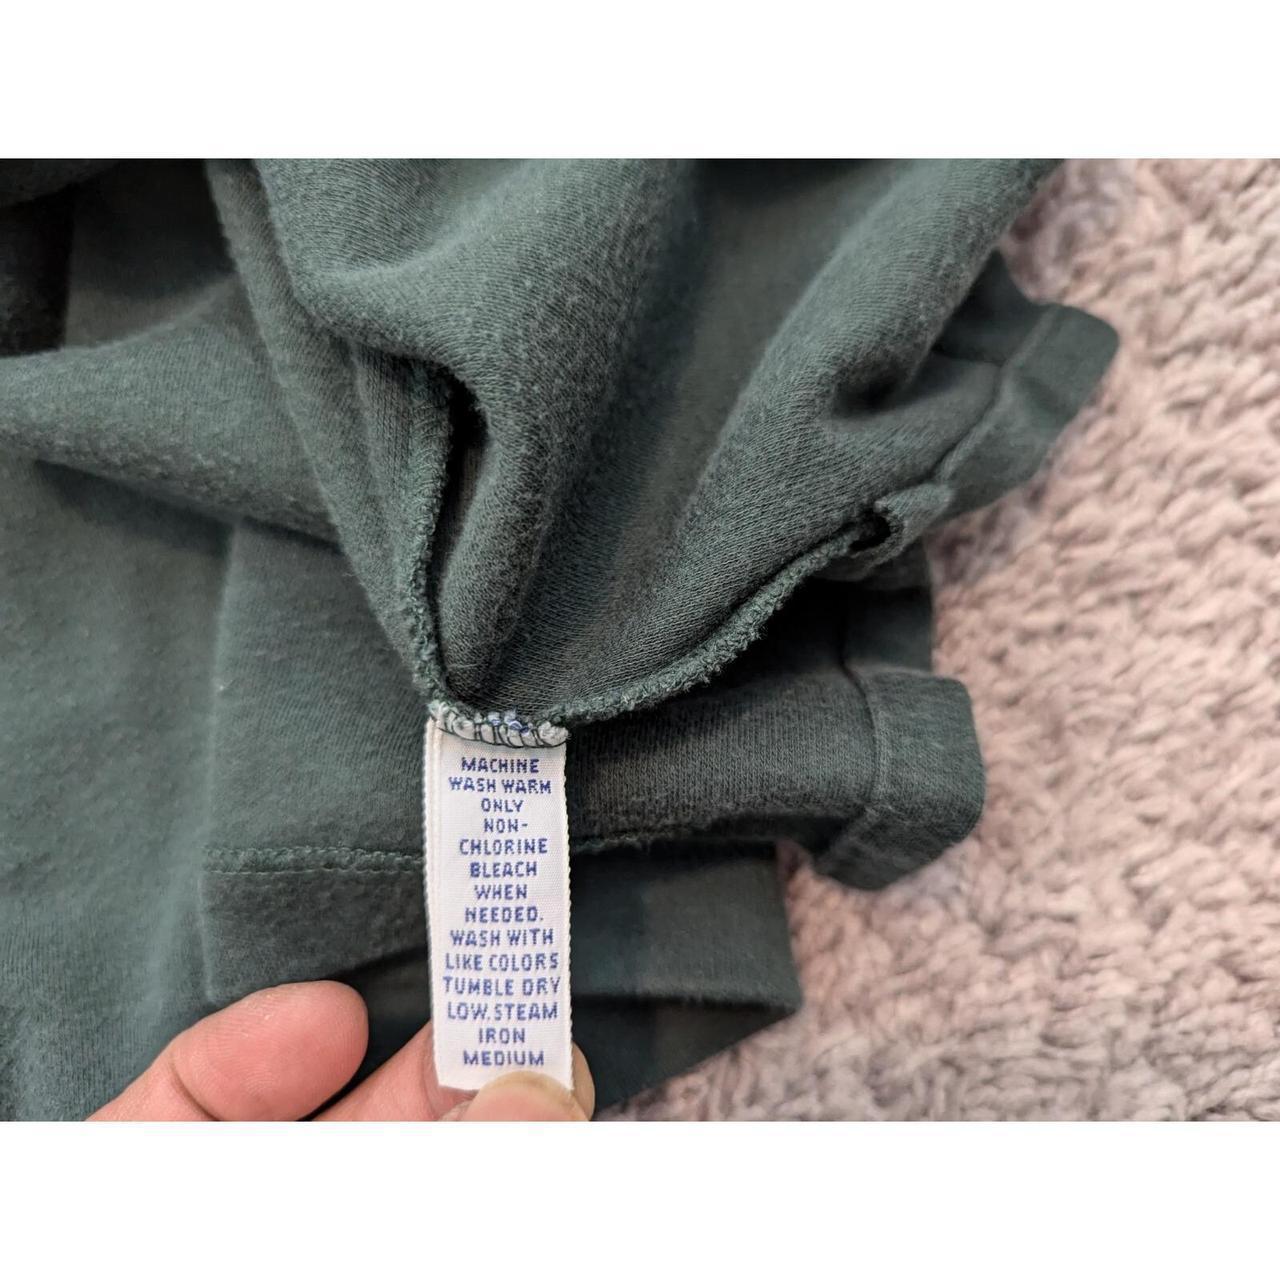 MACHINE
WASH WARM
ONLY
NON-
CHLORINE
BLEACH
WHEN
NEEDED.
WASH WITH
LIKE COLORS
TUMBLE DRY
LOW. STEAM
IRON
MEDIUM